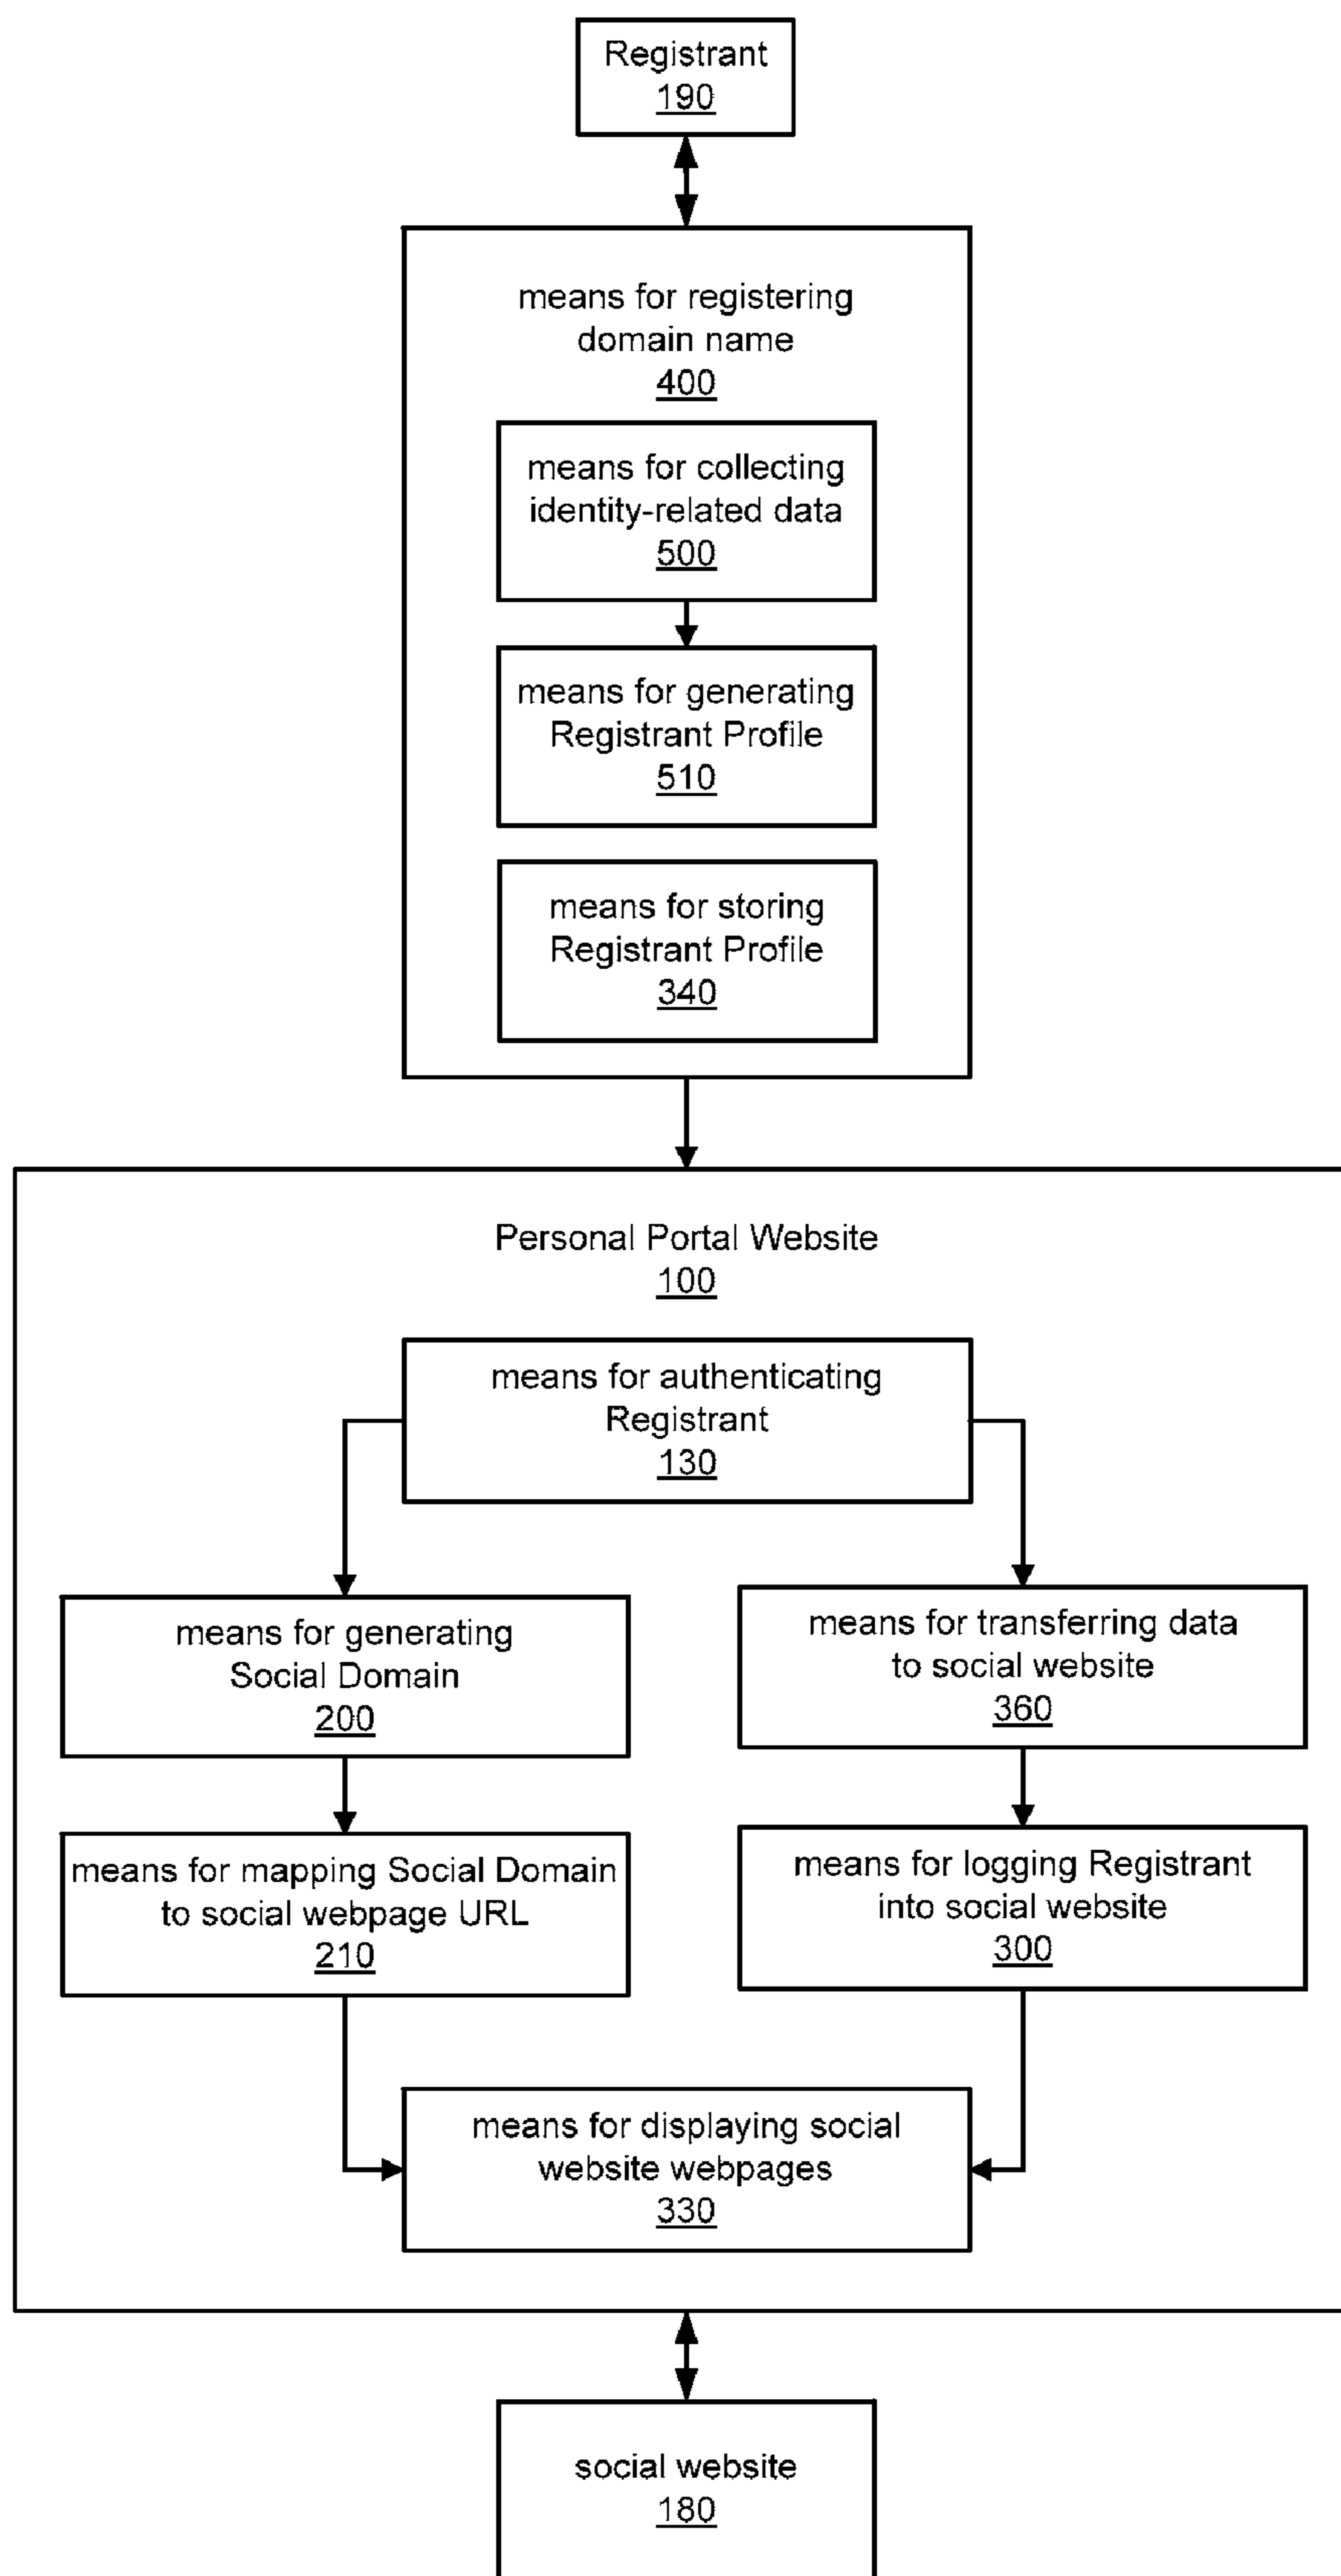 Registrant
190
means for registering
domain name
400
means for collecting
identity-related data
500
means for generating
Registrant Profile
510
means for storing
Registrant Profile
340
Personal Portal Website
100
means for authenticating
Registrant
130
means for generating
Social Domain
200
means for transferring data
to social website
360
means for mapping Social Domain
to social webpage URL
210
means for logging Registrant
into social website
300
means for displaying social
website webpages
330
social website
180